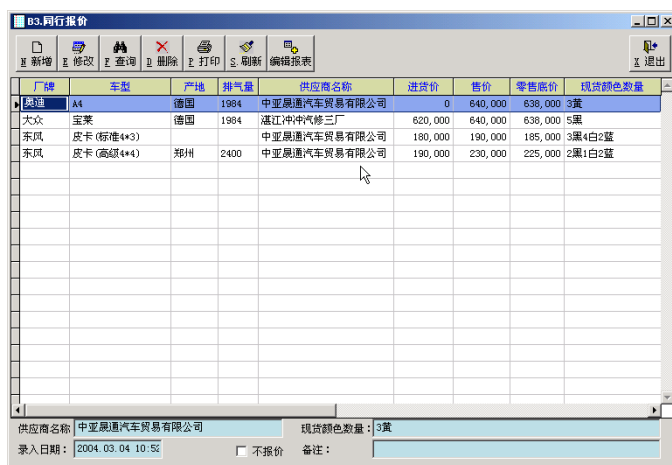 B3.同行报价
N 新增 E 修改 F 查询 D 删除 P 打印 S.刷新 编辑报表 X 退出
厂牌 车型 产地 排气量 供应商名称 进货价 售价 零售底价 现货颜色数量
奥迪 A4 德国 1984 中亚晟通汽车贸易有限公司 0 640,000 638,000 3黄
大众 宝莱 德国 1984 湛江冲冲汽修三厂 620,000 640,000 638,000 5黑
东风 皮卡(标准4*3) 中亚晟通汽车贸易有限公司 180,000 190,000 185,000 3黑4白2蓝
东风 皮卡(高级4*4) 郑州 2400 中亚晟通汽车贸易有限公司 190,000 230,000 225,000 2黑1白2蓝
供应商名称 中亚晟通汽车贸易有限公司 现货颜色数量: 3黄
录入日期: 2004.03.04 10:52 不报价 备注: